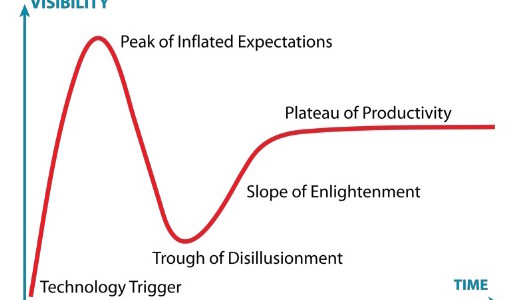 VISIBILITY
Peak of Inflated Expectations
Plateau of Productivity
Slope of Enlightenment
Trough of Disillusionment
Technology Trigger
TIME